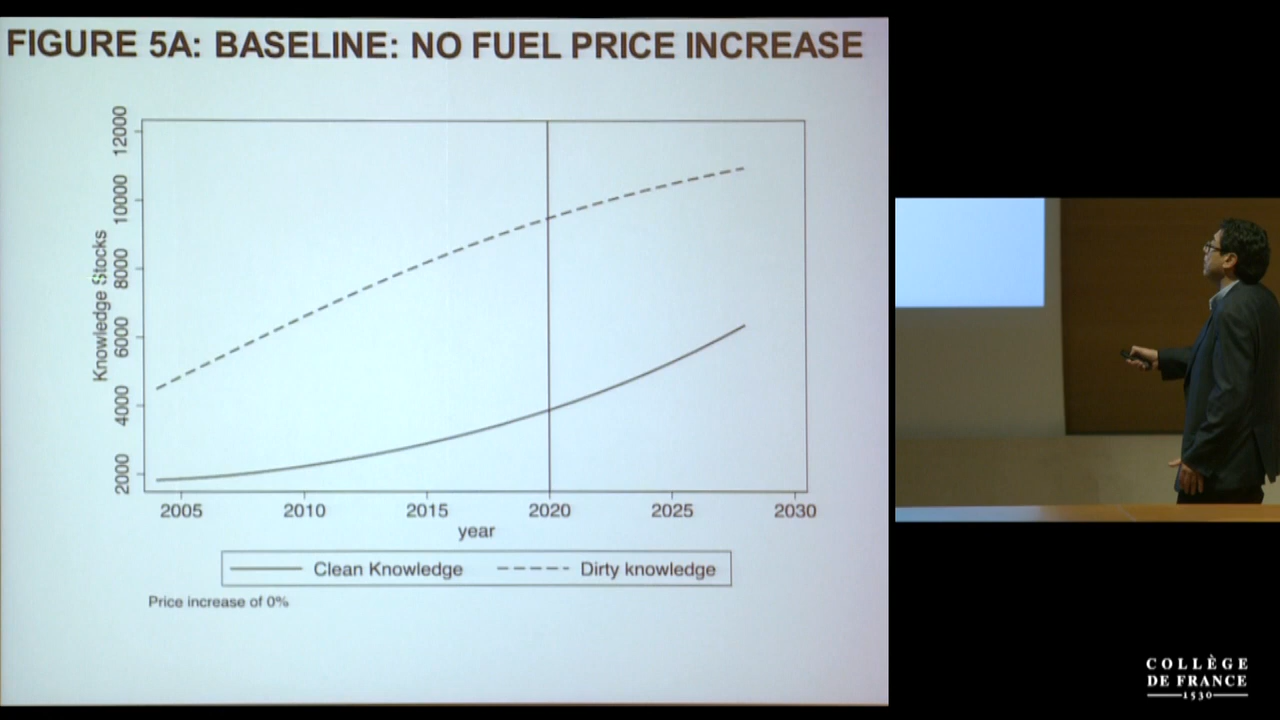 FIGURE 5A: BASELINE: NO FUEL PRICE INCREASE
Knowledge Stocks
12000
10000
8000
6000
4000
2000
2005 2010 2015 2020 2025 2030
year
Clean Knowledge Dirty knowledge
Price increase of 0%
COLLÈGE
DE FRANCE
1530